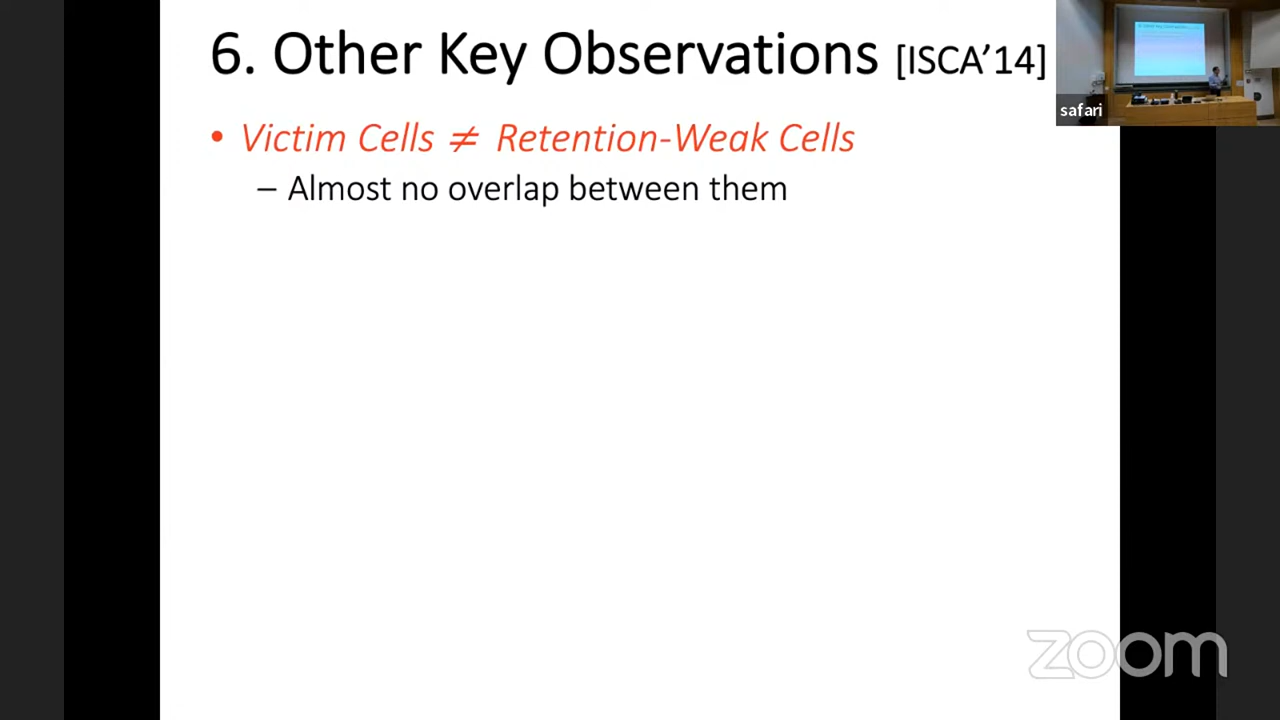 6. Other Key Observations [ISCA'14]
safari
• Victim Cells ≠ Retention-Weak Cells
– Almost no overlap between them
zoom